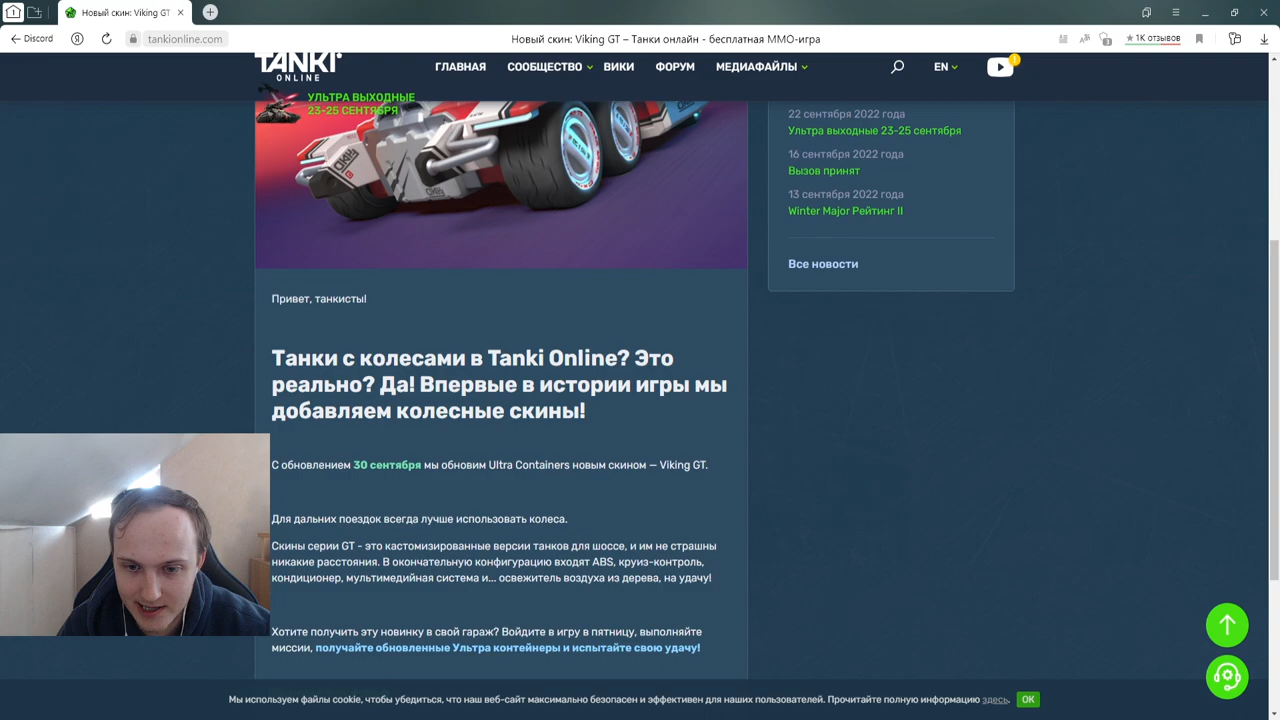 Новый скин: Viking GT
Discord
tankionline.com
Новый скин: Viking GT – Танки онлайн - бесплатная MMO-игра
1K отзывов
TANKI
ONLINE
ГЛАВНАЯ
СООБЩЕСТВО
ВИКИ
ФОРУМ
МЕДИАФАЙЛЫ
EN
УЛЬТРА ВЫХОДНЫЕ
23-25 СЕНТЯБРЯ
22 сентября 2022 года
Ультра выходные 23-25 сентября
16 сентября 2022 года
Вызов принят
13 сентября 2022 года
Winter Major Рейтинг II
Все новости
Привет, танкисты!
Танки с колесами в Tanki Online? Это
реально? Да! Впервые в истории игры мы
добавляем колесные скины!
С обновлением 30 сентября мы обновим Ultra Containers новым скином — Viking GT.
Для дальних поездок всегда лучше использовать колеса.
Скины серии GT - это кастомизированные версии танков для шоссе, и им не страшны
никакие расстояния. В окончательную конфигурацию входят ABS, круиз-контроль,
кондиционер, мультимедийная система и... освежитель воздуха из дерева, на удачу!
Хотите получить эту новинку в свой гараж? Войдите в игру в пятницу, выполняйте
миссии, получайте обновленные Ультра контейнеры и испытайте свою удачу!
Мы используем файлы cookie, чтобы убедиться, что наш веб-сайт максимально безопасен и эффективен для наших пользователей. Прочитайте полную информацию здесь.
OK